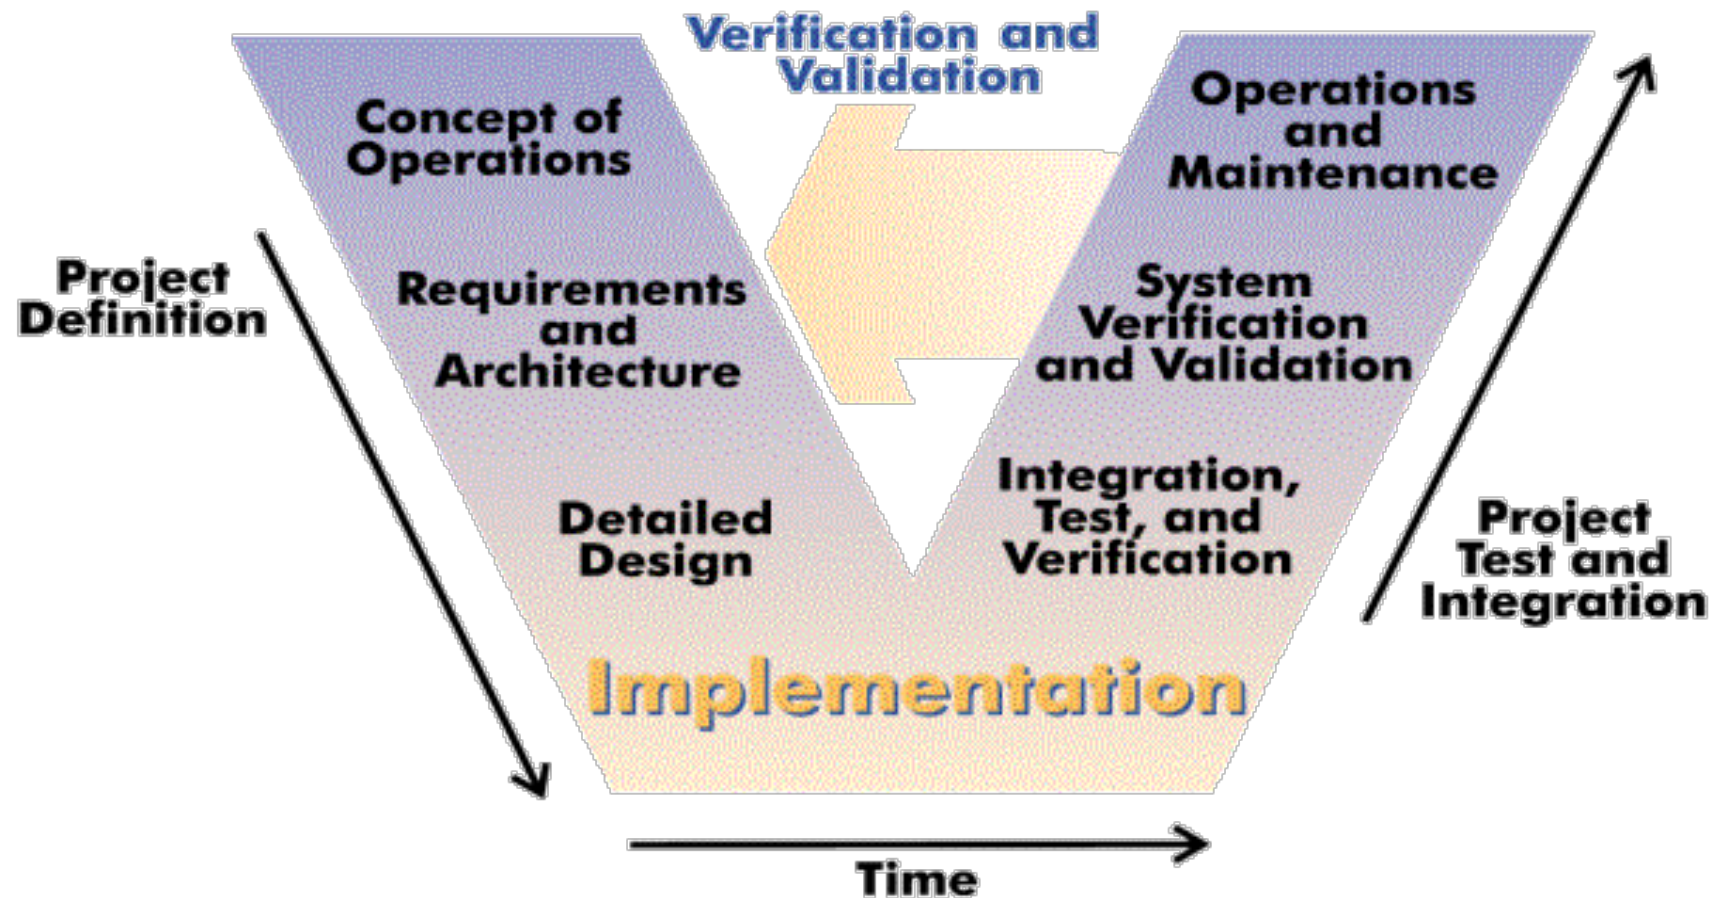 Verification and
Validation
Concept of
Operations
Operations
and
Maintenance
Project
Definition
Requirements
and
Architecture
System
Verification
and Validation
Detailed
Design
Integration,
Test, and
Verification
Project
Test and
Integration
Implementation
Time